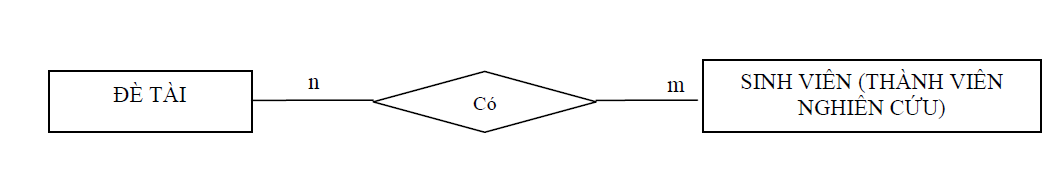 ĐỀ TÀI
n
Có
m
SINH VIÊN (THÀNH VIÊN
NGHIÊN CỨU)